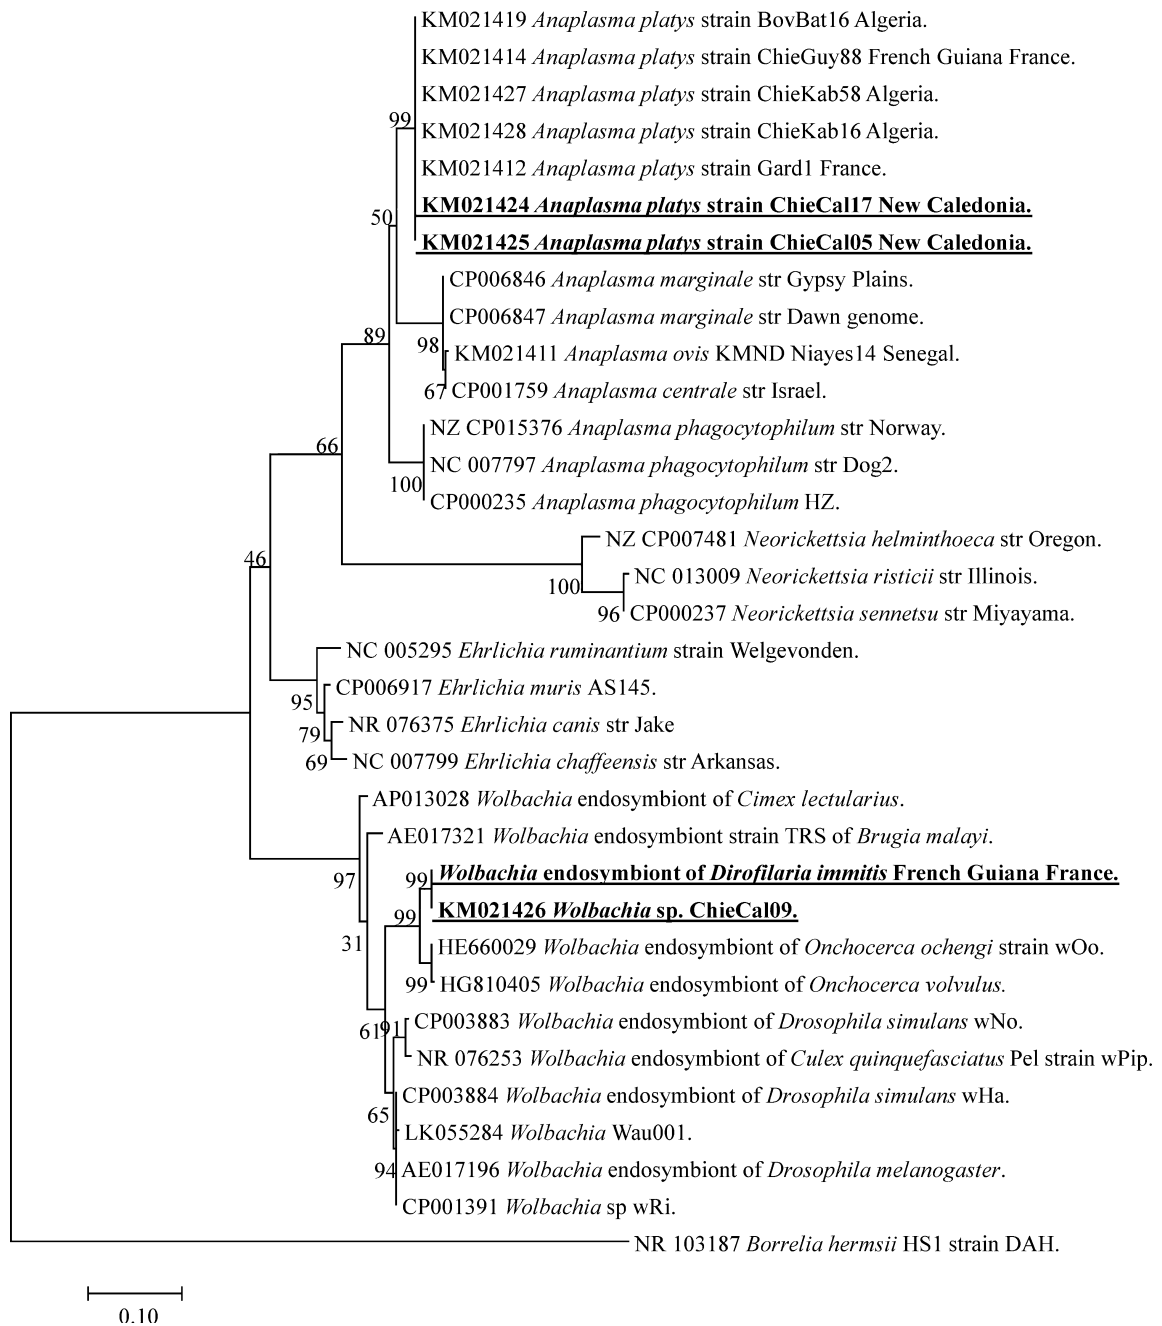 KM021419 Anaplasma platys strain BovBat16 Algeria.
KM021414 Anaplasma platys strain ChieGuy88 French Guiana France.
KM021427 Anaplasma platys strain ChieKab58 Algeria.
99
KM021428 Anaplasma platys strain ChieKab16 Algeria.
KM021412 Anaplasma platys strain Gard1 France.
KM021424 Anaplasma platys strain ChieCal17 New Caledonia.
50
KM021425 Anaplasma platys strain ChieCal05 New Caledonia.
CP006846 Anaplasma marginale str Gypsy Plains.
CP006847 Anaplasma marginale str Dawn genome.
89
98
KM021411 Anaplasma ovis KMND Niayes14 Senegal.
67
CP001759 Anaplasma centrale str Israel.
NZ CP015376 Anaplasma phagocytophilum str Norway.
66
NC 007797 Anaplasma phagocytophilum str Dog2.
100
CP000235 Anaplasma phagocytophilum HZ.
NZ CP007481 Neorickettsia helminthoeca str Oregon.
46
NC 013009 Neorickettsia risticii str Illinois.
100
96
CP000237 Neorickettsia sennetsu str Miyayama.
NC 005295 Ehrlichia ruminantium strain Welgevonden.
CP006917 Ehrlichia muris AS145.
95
NR 076375 Ehrlichia canis str Jake
79
69
NC 007799 Ehrlichia chaffeensis str Arkansas.
AP013028 Wolbachia endosymbiont of Cimex lectularius.
AE017321 Wolbachia endosymbiont strain TRS of Brugia malayi.
97
99
Wolbachia endosymbiont of Dirofilaria immitis French Guiana France.
99
KM021426 Wolbachia sp. ChieCal09.
31
HE660029 Wolbachia endosymbiont of Onchocerca ochengi strain wOo.
99
HG810405 Wolbachia endosymbiont of Onchocerca volvulus.
61
91
CP003883 Wolbachia endosymbiont of Drosophila simulans wNo.
NR 076253 Wolbachia endosymbiont of Culex quinquefasciatus Pel strain wPip.
CP003884 Wolbachia endosymbiont of Drosophila simulans wHa.
65
LK055284 Wolbachia Wau001.
94
AE017196 Wolbachia endosymbiont of Drosophila melanogaster.
CP001391 Wolbachia sp wRi.
NR 103187 Borrelia hermsii HS1 strain DAH.
0.10